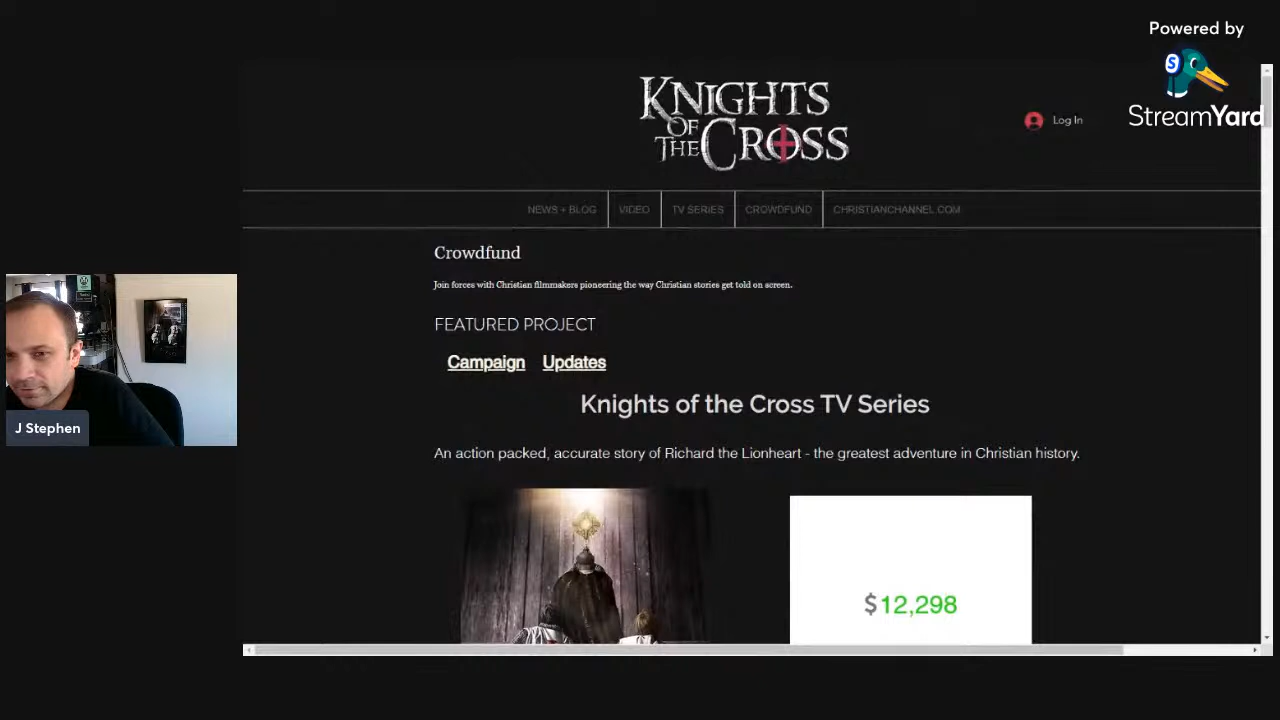 Powered by
StreamYard
KNIGHTS
OF
THE CROSS
Log In
NEWS + BLOG
VIDEO
TV SERIES
CROWDFUND
CHRISTIANCHANNEL.COM
Crowdfund
Join forces with Christian filmmakers pioneering the way Christian stories get told on screen.
FEATURED PROJECT
Campaign Updates
Knights of the Cross TV Series
An action packed, accurate story of Richard the Lionheart - the greatest adventure in Christian history.
J Stephen
$12,298